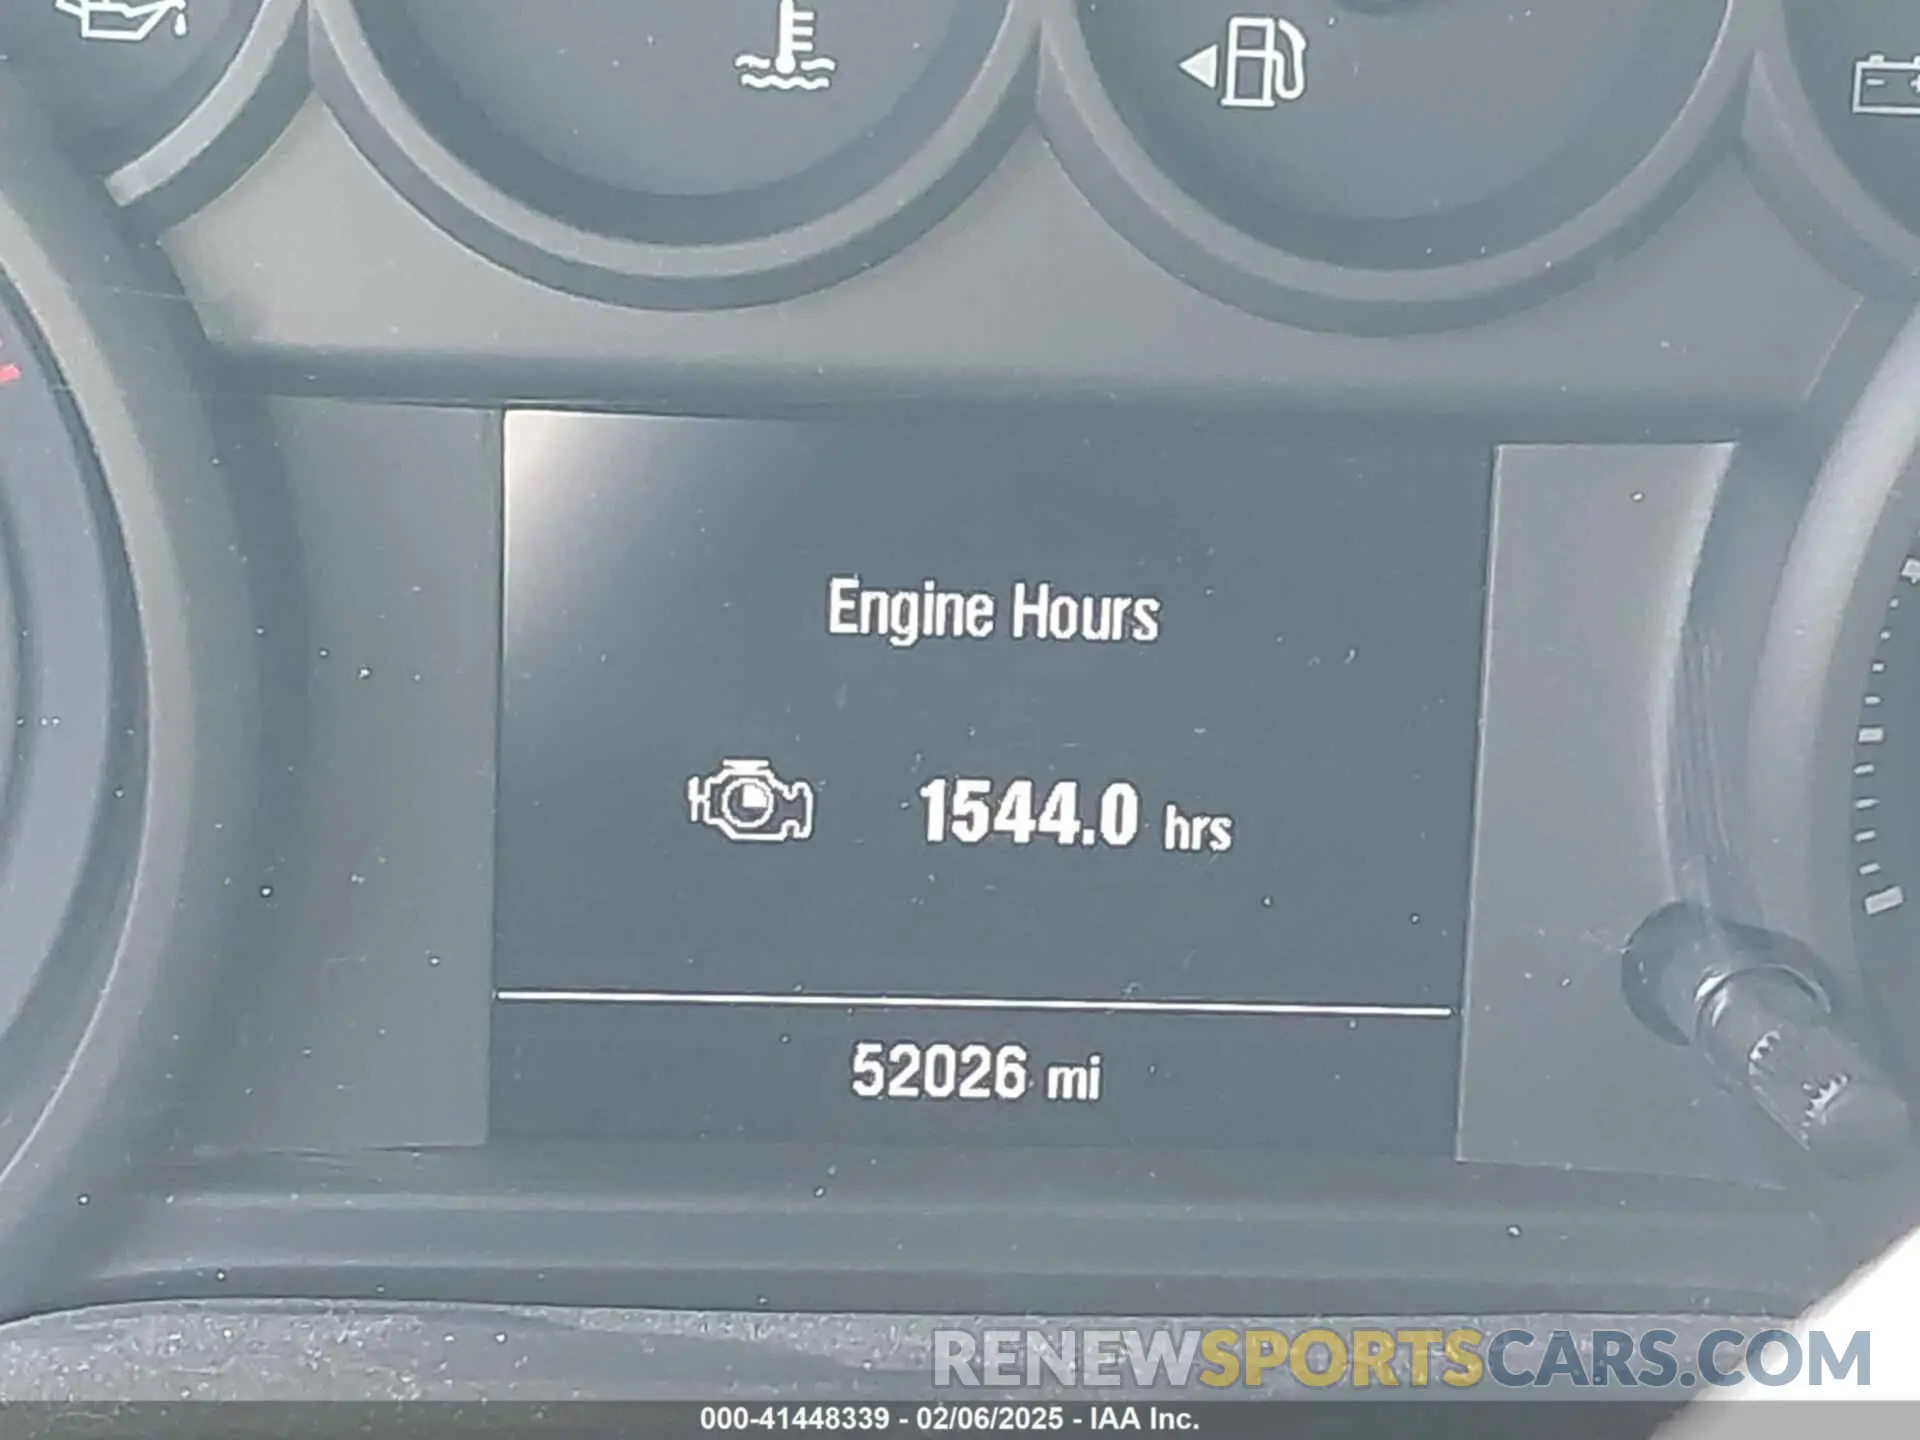 Engine Hours
1544.0 hrs
52026 mi
RENEWSPORTSCARS.COM
000-41448339 - 02/06/2025 - IAA Inc.